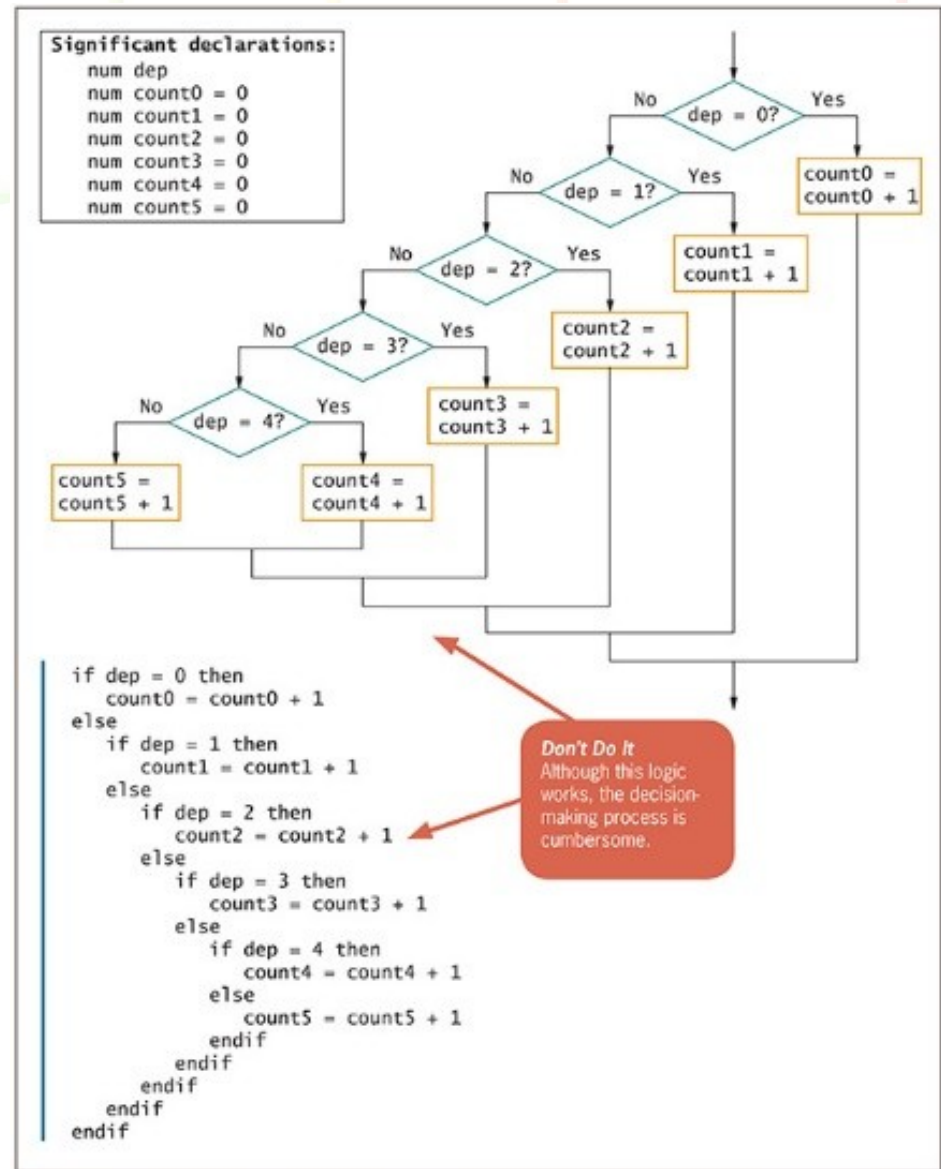 Significant declarations:
num dep
num count0 = 0
num count1 = 0
num count2 = 0
num count3 = 0
num count4 = 0
num count5 = 0
No
dep = 0?
Yes
count0 =
count0 + 1
No
dep = 1?
Yes
count1 =
count1 + 1
No
dep = 2?
Yes
count2 =
count2 + 1
No
dep = 3?
Yes
count3 =
count3 + 1
No
dep = 4?
Yes
count5 =
count5 + 1
count4 =
count4 + 1
if dep = 0 then
count0 = count0 + 1
else
if dep = 1 then
count1 = count1 + 1
else
if dep = 2 then
count2 = count2 + 1
else
if dep = 3 then
count3 = count3 + 1
else
if dep = 4 then
count4 = count4 + 1
else
count5 = count5 + 1
endif
endif
endif
endif
endif
Don't Do It
Although this logic
works, the decision-
making process is
cumbersome.